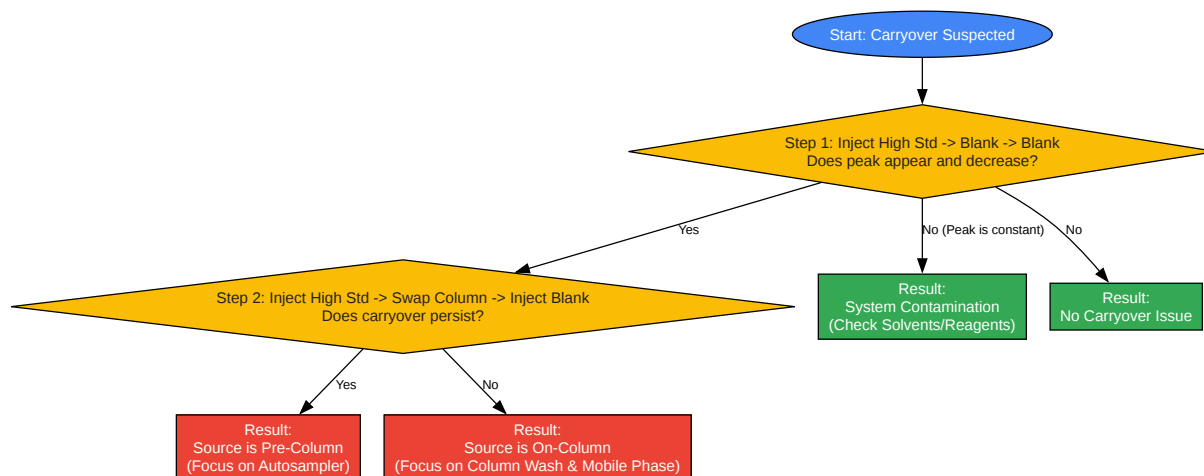 Start: Carryover Suspected
Step 1: Inject High Std -> Blank -> Blank
Does peak appear and decrease?
Yes
No (Peak is constant)
No
Step 2: Inject High Std -> Swap Column -> Inject Blank
Does carryover persist?
Result:
System Contamination
(Check Solvents/Reagents)
Result:
No Carryover Issue
Yes
No
Result:
Source is Pre-Column
(Focus on Autosampler)
Result:
Source is On-Column
(Focus on Column Wash & Mobile Phase)